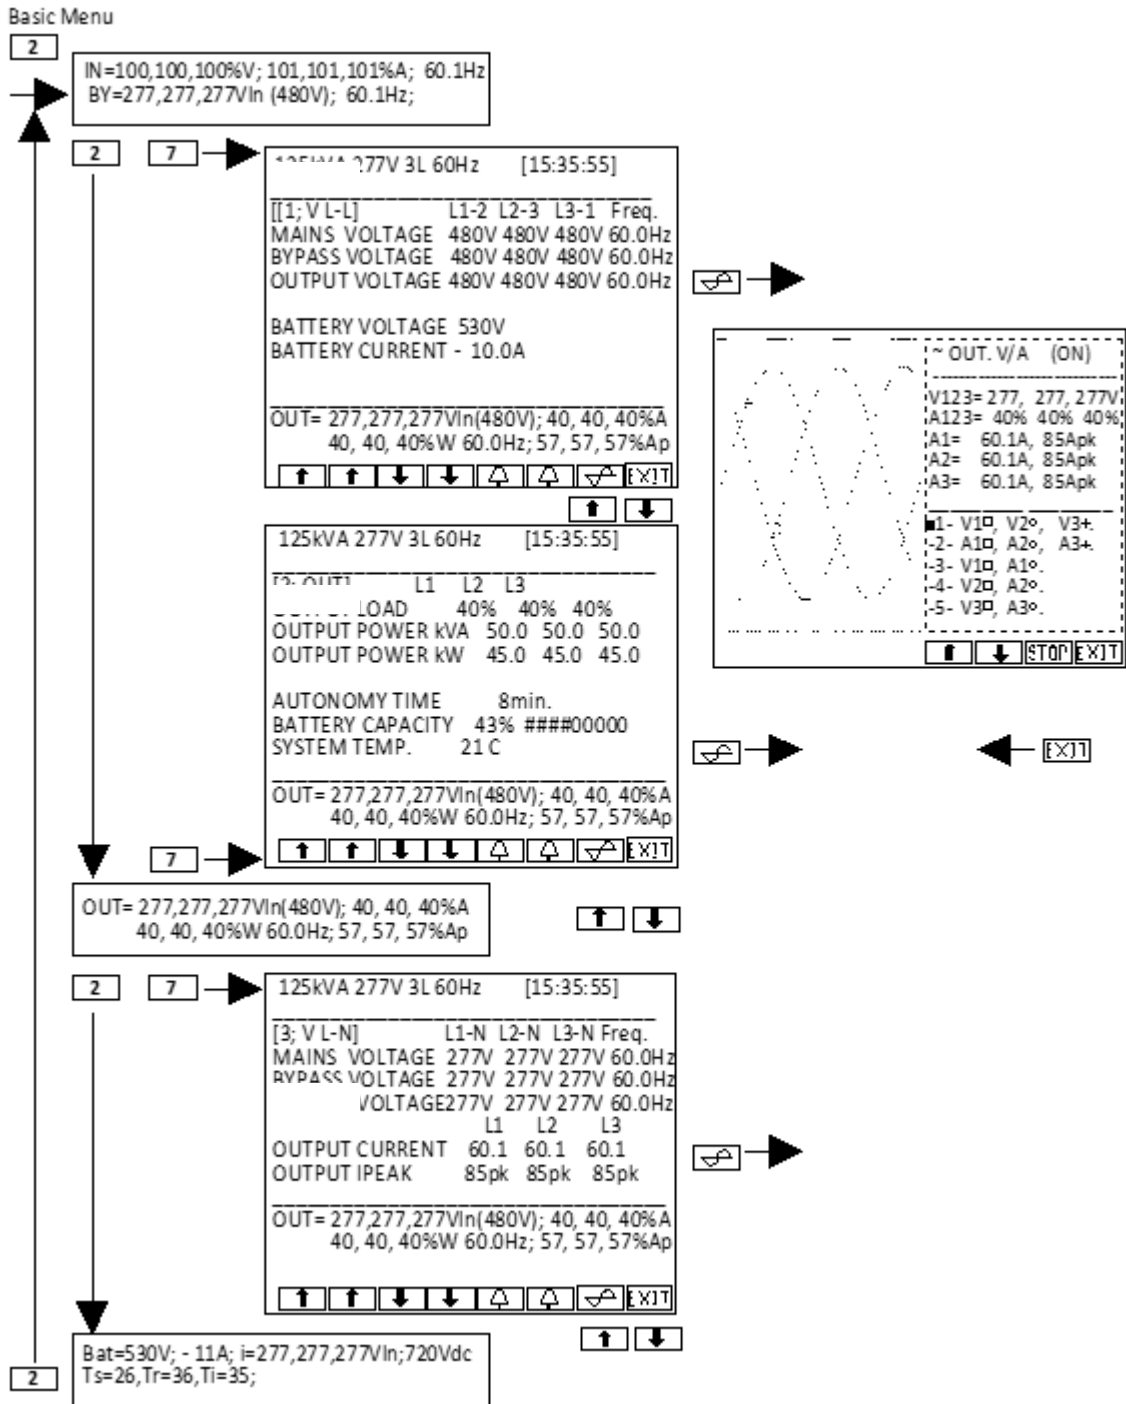 Basic Menu
2
IN=100,100,100%V; 101,101,101%A; 60.1Hz
BY=277,277,277Vln (480V); 60.1Hz;
2 7
277V 3L 60Hz [15:35:55]
[[1; V L-L] L1-2 L2-3 L3-1 Freq.
MAINS VOLTAGE 480V 480V 480V 60.0Hz
BYPASS VOLTAGE 480V 480V 480V 60.0Hz
OUTPUT VOLTAGE 480V 480V 480V 60.0Hz
BATTERY VOLTAGE 530V
BATTERY CURRENT - 10.0A
OUT= 277,277,277Vln(480V); 40, 40, 40%A
40, 40, 40%W 60.0Hz; 57, 57, 57%Ap
EXIT
~ OUT. V/A (ON)
V123= 277, 277, 277V
A123= 40% 40% 40%
A1= 60.1A, 85Apk
A2= 60.1A, 85Apk
A3= 60.1A, 85Apk
1- V1□, V2◦, V3+.
-2- A1□, A2◦, A3+.
-3- V1□, A1◦.
-4- V2□, A2◦.
-5- V3□, A3◦.
STOP EXIT
125kVA 277V 3L 60Hz [15:35:55]
[2; OUT] L1 L2 L3
LOAD 40% 40% 40%
OUTPUT POWER kVA 50.0 50.0 50.0
OUTPUT POWER kW 45.0 45.0 45.0
AUTONOMY TIME 8min.
BATTERY CAPACITY 43% ####00000
SYSTEM TEMP. 21 C
OUT= 277,277,277Vln(480V); 40, 40, 40%A
40, 40, 40%W 60.0Hz; 57, 57, 57%Ap
EXIT
EXIT
7
OUT= 277,277,277Vln(480V); 40, 40, 40%A
40, 40, 40%W 60.0Hz; 57, 57, 57%Ap
2 7
125kVA 277V 3L 60Hz [15:35:55]
[3; V L-N] L1-N L2-N L3-N Freq.
MAINS VOLTAGE 277V 277V 277V 60.0Hz
BYPASS VOLTAGE 277V 277V 277V 60.0Hz
VOLTAGE277V 277V 277V 60.0Hz
L1 L2 L3
OUTPUT CURRENT 60.1 60.1 60.1
OUTPUT IPEAK 85pk 85pk 85pk
OUT= 277,277,277Vln(480V); 40, 40, 40%A
40, 40, 40%W 60.0Hz; 57, 57, 57%Ap
EXIT
Bat=530V; - 11A; i=277,277,277Vln;720Vdc
Ts=26,Tr=36,Ti=35;
2